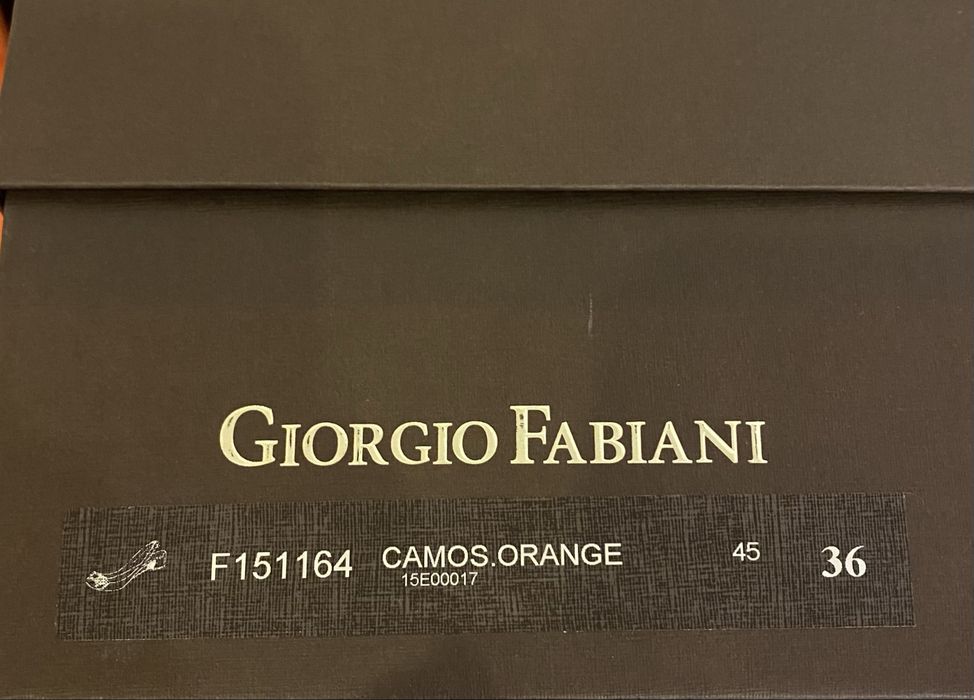 GIORGIO FABIANI
F151164 CAMOS.ORANGE 45 36
15E00017